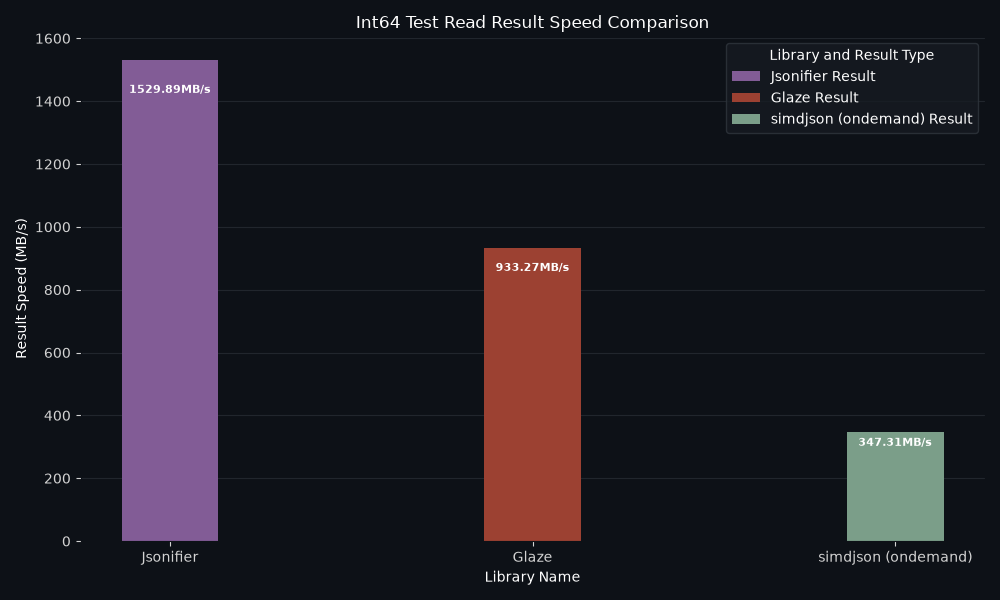 Int64 Test Read Result Speed Comparison
Library and Result Type
Jsonifier Result
Glaze Result
simdjson (ondemand) Result
Result Speed (MB/s)
1600
1400
1200
1000
800
600
400
200
0
1529.89MB/s
933.27MB/s
347.31MB/s
Jsonifier
Glaze
simdjson (ondemand)
Library Name